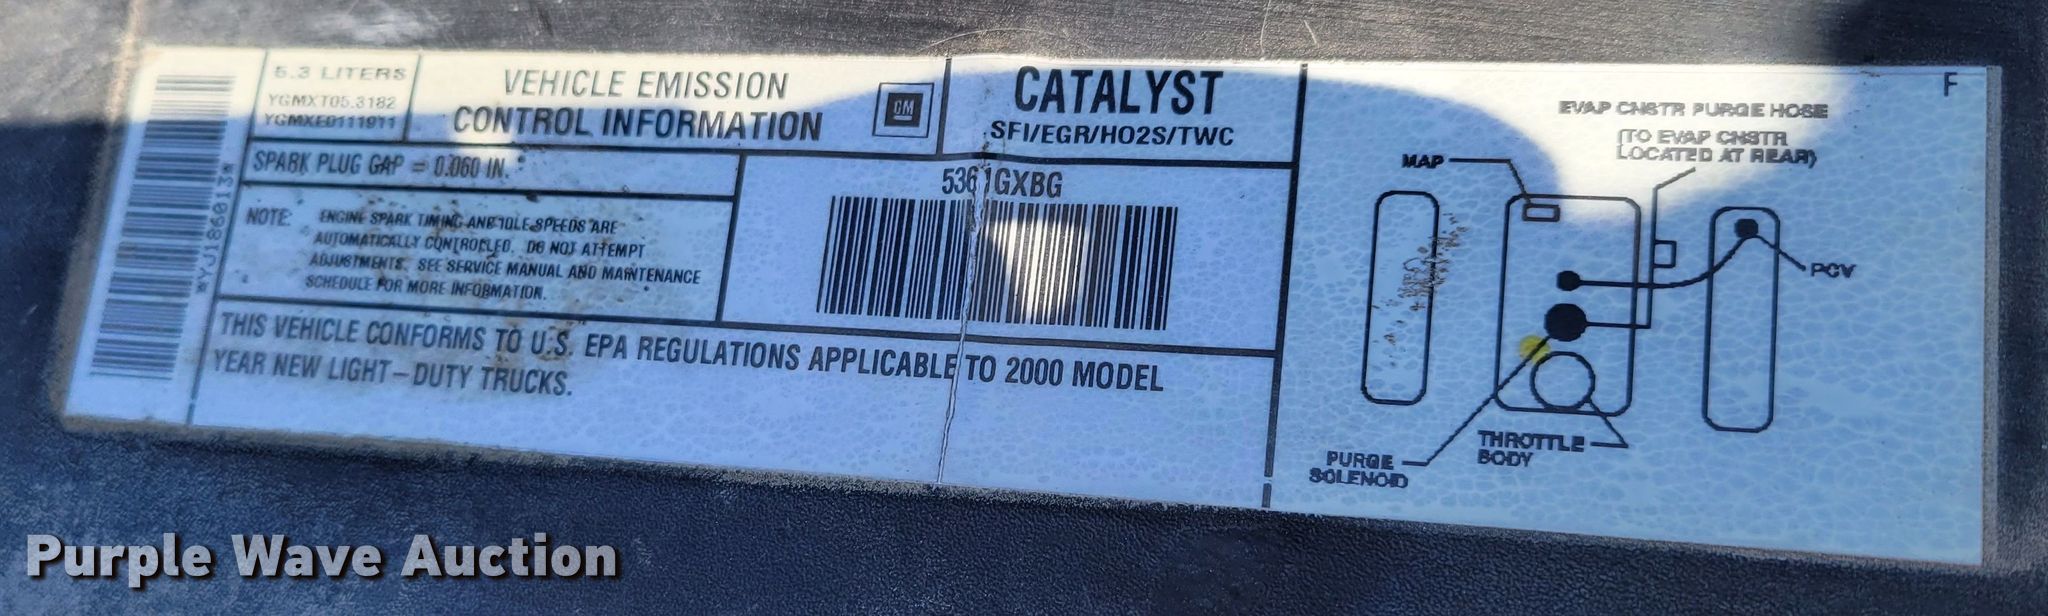 5.3 LITERS
YGMXT05.3182
YGMXE0111911
VEHICLE EMISSION
CONTROL INFORMATION
GM
CATALYST
SFI/EGR/HO2S/TWC
SPARK PLUG GAP = 0.060 IN.
NOTE: ENGINE SPARK TIMING AND IDLE SPEEDS ARE
AUTOMATICALLY CONTROLLED. DO NOT ATTEMPT
ADJUSTMENTS. SEE SERVICE MANUAL AND MAINTENANCE
SCHEDULE FOR MORE INFORMATION.
5361GXBG
THIS VEHICLE CONFORMS TO U.S. EPA REGULATIONS APPLICABLE TO 2000 MODEL
YEAR NEW LIGHT-DUTY TRUCKS.
F
EVAP CNSTR PURGE HOSE
(TO EVAP CNSTR
LOCATED AT REAR)
MAP
PCV
THROTTLE
BODY
PURGE
SOLENOID
Purple Wave Auction